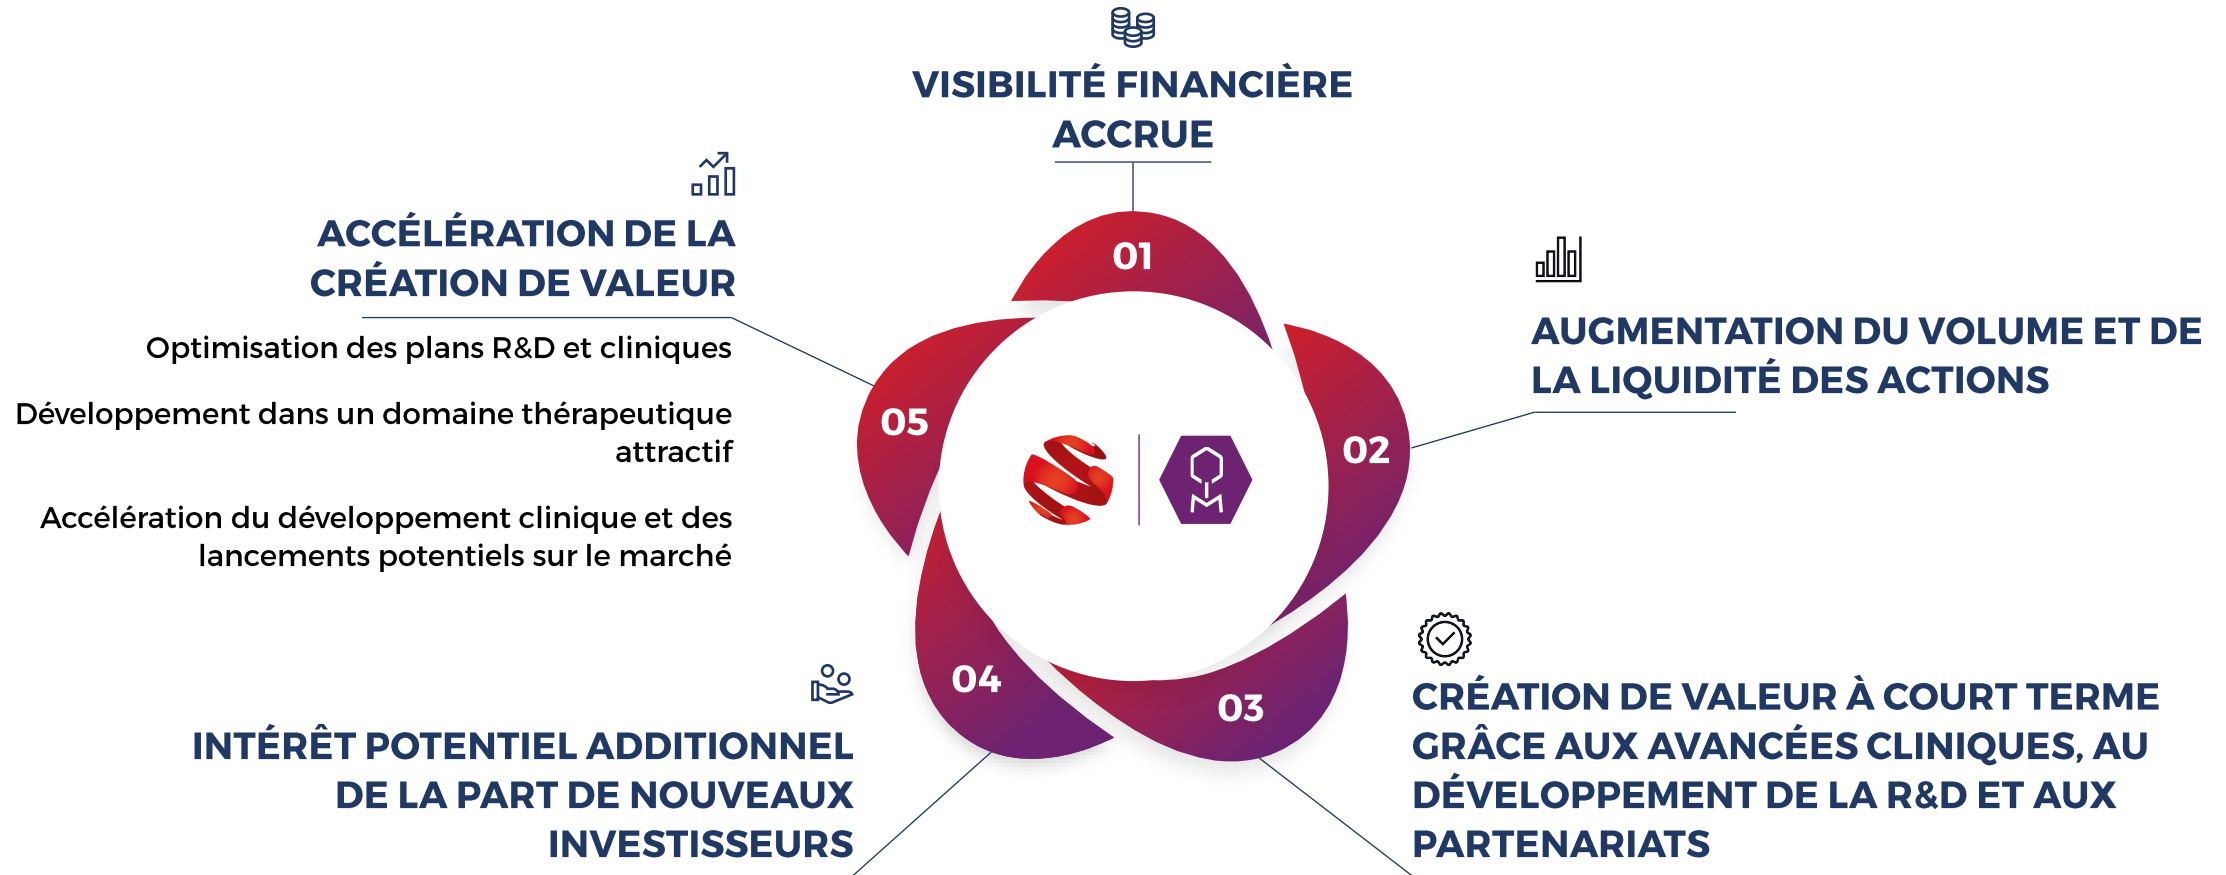 VISIBILITÉ FINANCIÈRE
ACCRUE
01
AUGMENTATION DU VOLUME ET DE
LA LIQUIDITÉ DES ACTIONS
02
CRÉATION DE VALEUR À COURT TERME
GRÂCE AUX AVANCÉES CLINIQUES, AU
DÉVELOPPEMENT DE LA R&D ET AUX
PARTENARIATS
03
INTÉRÊT POTENTIEL ADDITIONNEL
DE LA PART DE NOUVEAUX
INVESTISSEURS
04
ACCÉLÉRATION DE LA
CRÉATION DE VALEUR
Optimisation des plans R&D et cliniques
Développement dans un domaine thérapeutique
attractif
Accélération du développement clinique et des
lancements potentiels sur le marché
05